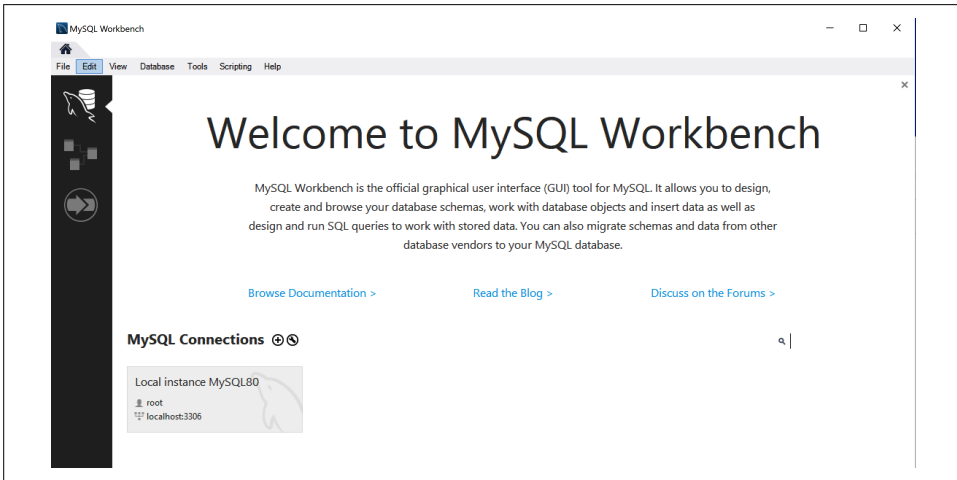 MySQL Workbench
File Edit View Database Tools Scripting Help
Welcome to MySQL Workbench
MySQL Workbench is the official graphical user interface (GUI) tool for MySQL. It allows you to design,
create and browse your database schemas, work with database objects and insert data as well as
design and run SQL queries to work with stored data. You can also migrate schemas and data from other
database vendors to your MySQL database.
Browse Documentation > Read the Blog > Discuss on the Forums >
MySQL Connections
Local instance MySQL80
root
localhost:3306